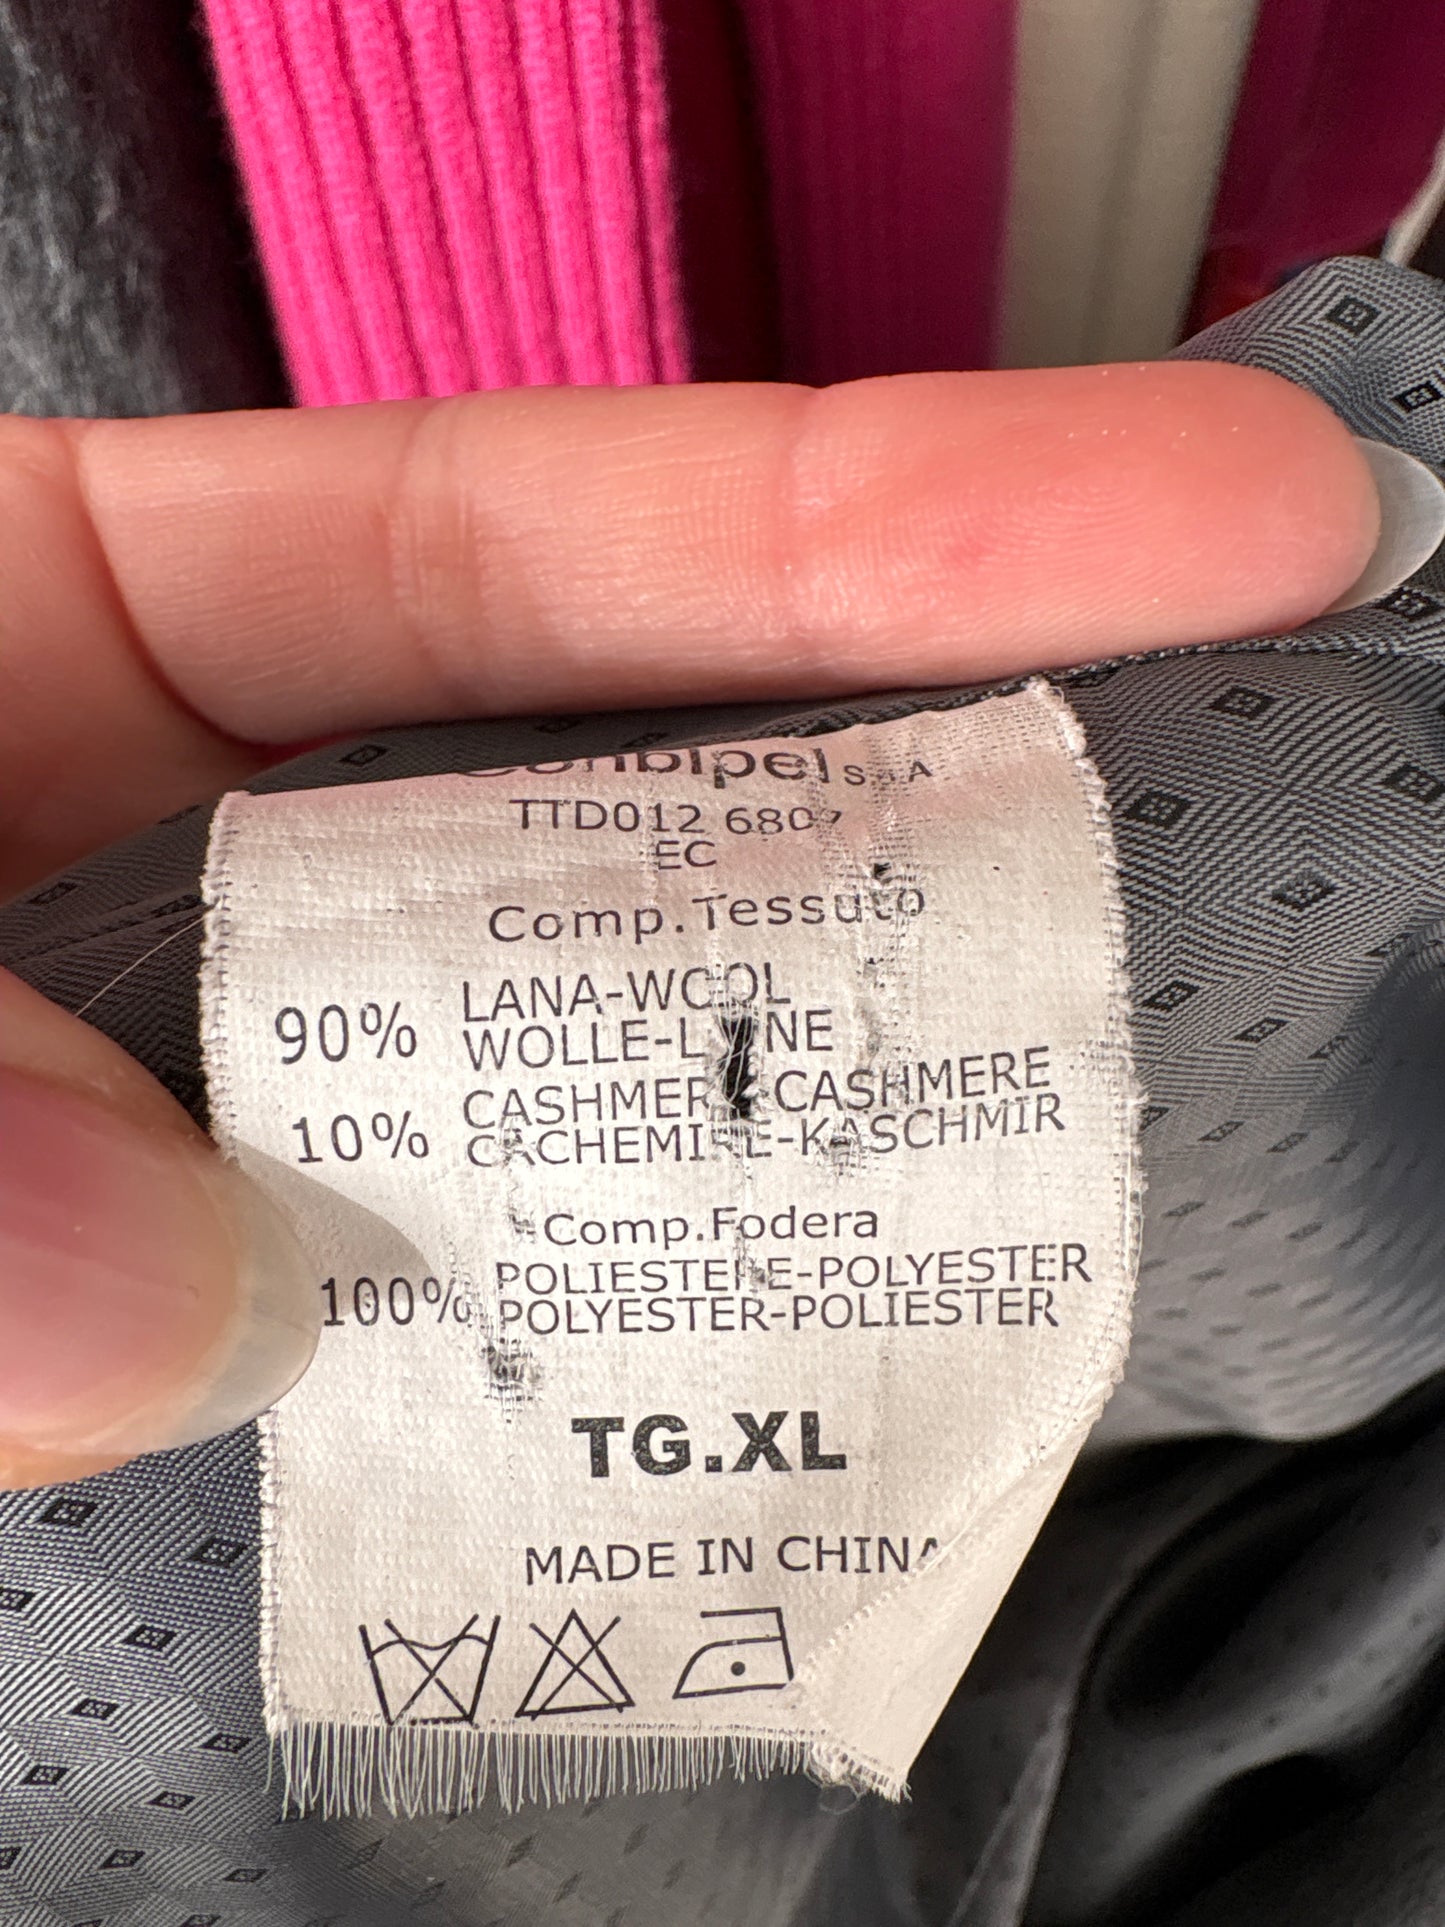 Conbipel S.p.A
TTD012 6807
EC
Comp.Tessuto
90% LANA-WOOL
WOLLE-LAINE
10% CASHMERE-CASHMERE
CACHEMIRE-KASCHMIR
Comp.Fodera
100% POLIESTERE-POLYESTER
POLYESTER-POLIESTER
TG.XL
MADE IN CHINA